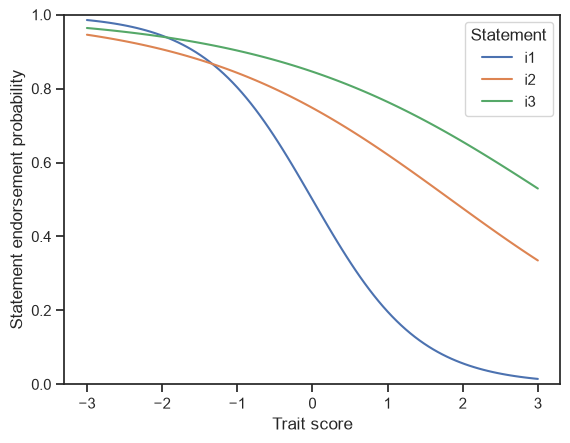 Statement
i1
i2
i3
1.0
0.8
0.6
0.4
0.2
0.0
Statement endorsement probability
−3
−2
−1
0
1
2
3
Trait score